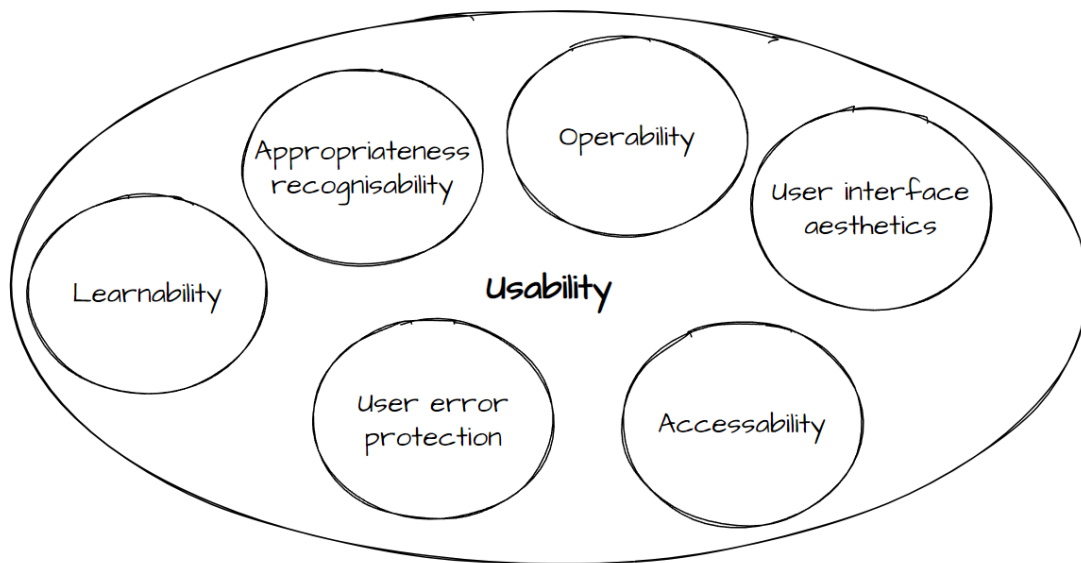 Operability
Appropriateness
recognisability
User interface
aesthetics
Learnability
Usability
User error
protection
Accessability